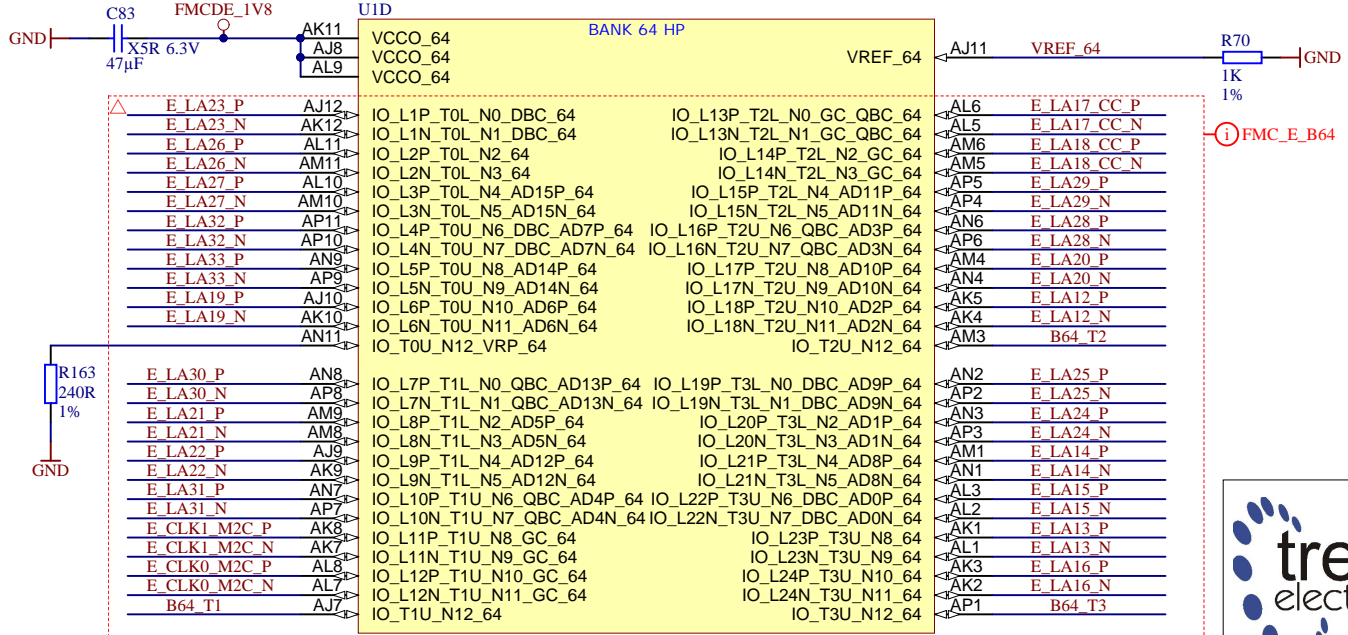 C83 FMCDE_1V8 U1D
GND AK11 VCCO_64 BANK 64 HP AJ11 VREF_64 R70
X5R 6.3V AJ8 VCCO_64 VREF_64 GND
47µF AL9 VCCO_64 1K
1%
E_LA23_P AJ12 IO_L1P_T0L_N0_DBC_64 IO_L13P_T2L_N0_GC_QBC_64 AL6 E_LA17_CC_P
E_LA23_N AK12 IO_L1N_T0L_N1_DBC_64 IO_L13N_T2L_N1_GC_QBC_64 AL5 E_LA17_CC_N
i FMC_E_B64
E_LA26_P AL11 IO_L2P_T0L_N2_64 IO_L14P_T2L_N2_GC_64 AM6 E_LA18_CC_P
E_LA26_N AM11 IO_L2N_T0L_N3_64 IO_L14N_T2L_N3_GC_64 AM5 E_LA18_CC_N
E_LA27_P AL10 IO_L3P_T0L_N4_AD15P_64 IO_L15P_T2L_N4_AD11P_64 AP5 E_LA29_P
E_LA27_N AM10 IO_L3N_T0L_N5_AD15N_64 IO_L15N_T2L_N5_AD11N_64 AP4 E_LA29_N
E_LA32_P AP11 IO_L4P_T0U_N6_DBC_AD7P_64 IO_L16P_T2U_N6_QBC_AD3P_64 AN6 E_LA28_P
E_LA32_N AP10 IO_L4N_T0U_N7_DBC_AD7N_64 IO_L16N_T2U_N7_QBC_AD3N_64 AP6 E_LA28_N
E_LA33_P AN9 IO_L5P_T0U_N8_AD14P_64 IO_L17P_T2U_N8_AD10P_64 AM4 E_LA20_P
E_LA33_N AP9 IO_L5N_T0U_N9_AD14N_64 IO_L17N_T2U_N9_AD10N_64 AN4 E_LA20_N
E_LA19_P AJ10 IO_L6P_T0U_N10_AD6P_64 IO_L18P_T2U_N10_AD2P_64 AK5 E_LA12_P
E_LA19_N AK10 IO_L6N_T0U_N11_AD6N_64 IO_L18N_T2U_N11_AD2N_64 AK4 E_LA12_N
AN11 IO_T0U_N12_VRP_64 IO_T2U_N12_64 AM3 B64_T2
R163
240R
1%
GND
E_LA30_P AN8 IO_L7P_T1L_N0_QBC_AD13P_64 IO_L19P_T3L_N0_DBC_AD9P_64 AN2 E_LA25_P
E_LA30_N AP8 IO_L7N_T1L_N1_QBC_AD13N_64 IO_L19N_T3L_N1_DBC_AD9N_64 AP2 E_LA25_N
E_LA21_P AM9 IO_L8P_T1L_N2_AD5P_64 IO_L20P_T3L_N2_AD1P_64 AN3 E_LA24_P
E_LA21_N AM8 IO_L8N_T1L_N3_AD5N_64 IO_L20N_T3L_N3_AD1N_64 AP3 E_LA24_N
E_LA22_P AJ9 IO_L9P_T1L_N4_AD12P_64 IO_L21P_T3L_N4_AD8P_64 AM1 E_LA14_P
E_LA22_N AK9 IO_L9N_T1L_N5_AD12N_64 IO_L21N_T3L_N5_AD8N_64 AN1 E_LA14_N
E_LA31_P AN7 IO_L10P_T1U_N6_QBC_AD4P_64 IO_L22P_T3U_N6_DBC_AD0P_64 AL3 E_LA15_P
E_LA31_N AP7 IO_L10N_T1U_N7_QBC_AD4N_64 IO_L22N_T3U_N7_DBC_AD0N_64 AL2 E_LA15_N
E_CLK1_M2C_P AK8 IO_L11P_T1U_N8_GC_64 IO_L23P_T3U_N8_64 AK1 E_LA13_P
E_CLK1_M2C_N AK7 IO_L11N_T1U_N9_GC_64 IO_L23N_T3U_N9_64 AL1 E_LA13_N
E_CLK0_M2C_P AL8 IO_L12P_T1U_N10_GC_64 IO_L24P_T3U_N10_64 AK3 E_LA16_P
E_CLK0_M2C_N AL7 IO_L12N_T1U_N11_GC_64 IO_L24N_T3U_N11_64 AK2 E_LA16_N
B64_T1 AJ7 IO_T1U_N12_64 IO_T3U_N12_64 AP1 B64_T3
tre
elect